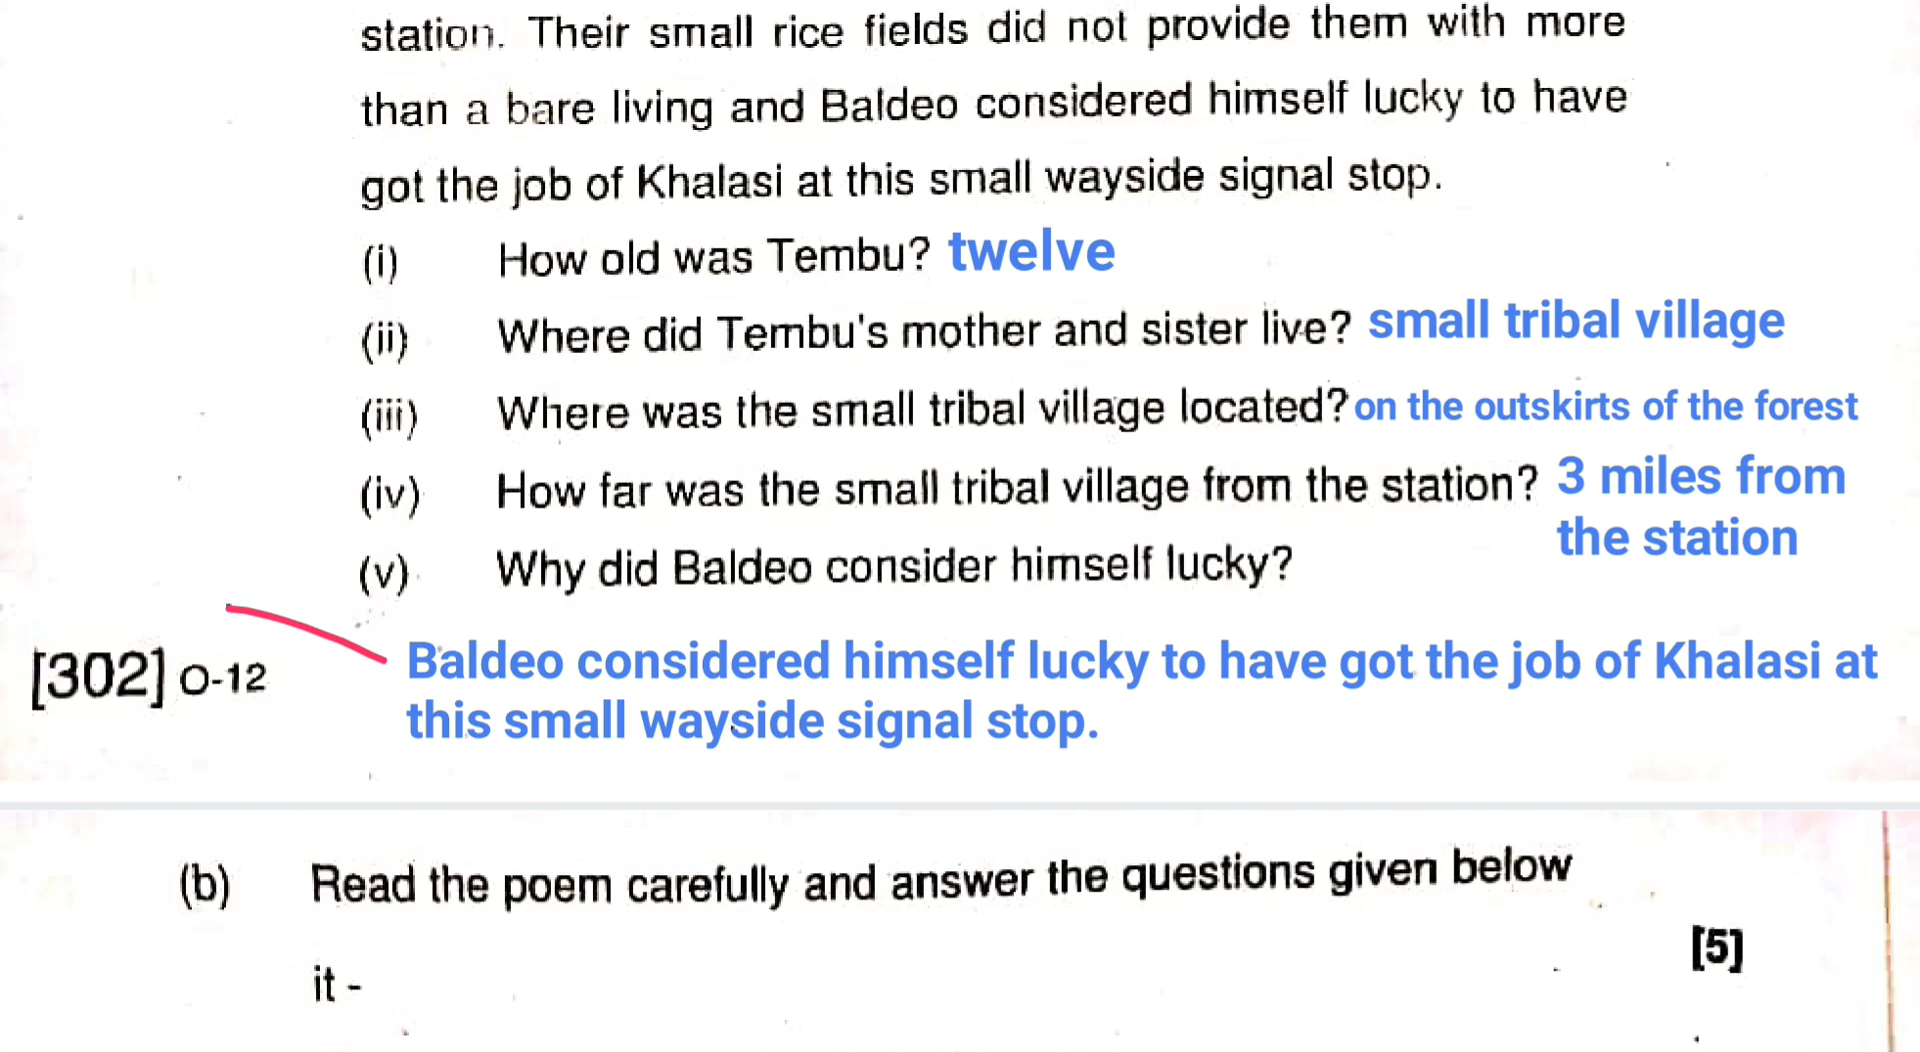 station. Their small rice fields did not provide them with more
than a bare living and Baldeo considered himself lucky to have
got the job of Khalasi at this small wayside signal stop.
(i) How old was Tembu? twelve
(ii) Where did Tembu's mother and sister live? small tribal village
(iii) Where was the small tribal village located? on the outskirts of the forest
(iv) How far was the small tribal village from the station? 3 miles from
the station
(v) Why did Baldeo consider himself lucky?
[302] O-12 Baldeo considered himself lucky to have got the job of Khalasi at
this small wayside signal stop.
(b) Read the poem carefully and answer the questions given below
[5]
it -